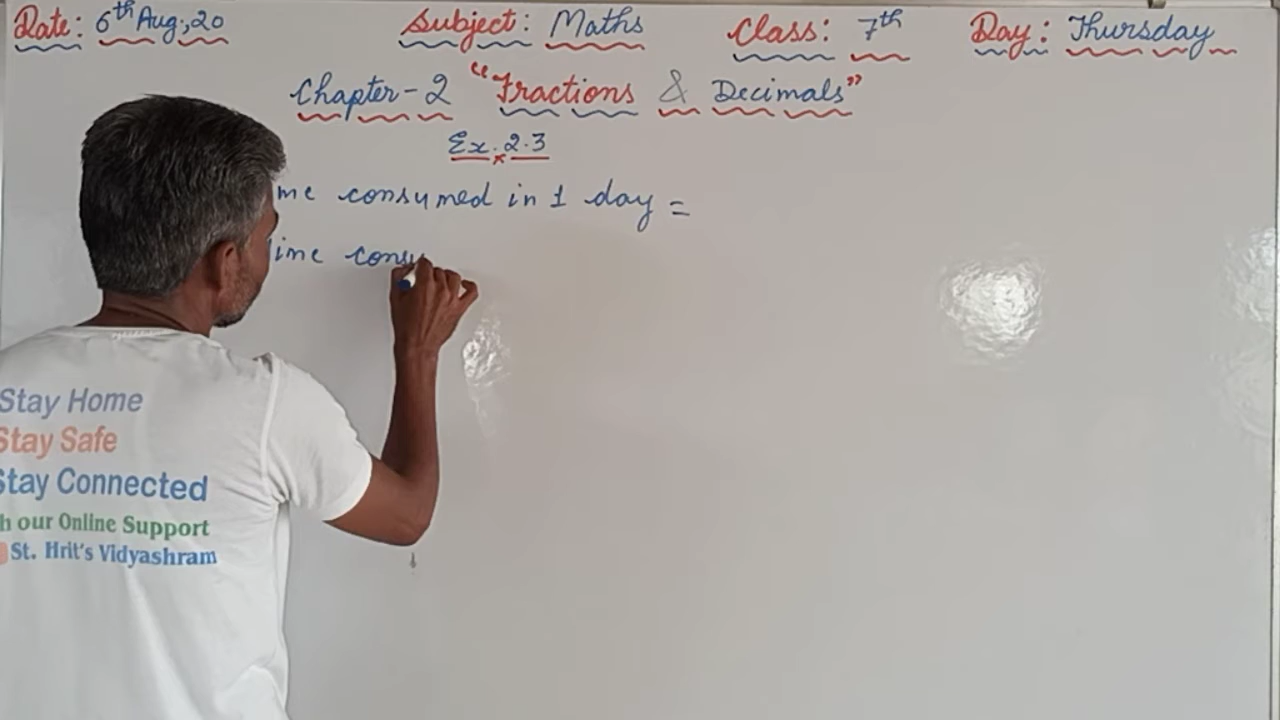 Date: 6th Aug, 20 Subject: Maths Class: 7th Day: Thursday
Chapter-2 "Fractions & Decimals"
Ex. 2.3
me consumed in 1 day =
ime consu
Stay Home
Stay Safe
Stay Connected
h our Online Support
St. Hrit's Vidyashram